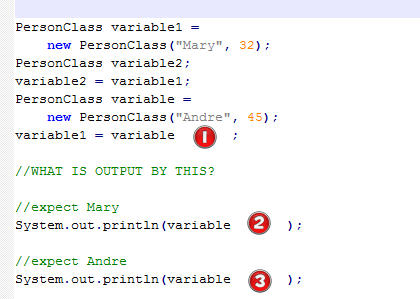 PersonClass variable1 =
    new PersonClass("Mary", 32);
PersonClass variable2;
variable2 = variable1;
PersonClass variable =
    new PersonClass("Andre", 45);
variable1 = variable 1 ;
//WHAT IS OUTPUT BY THIS?
//expect Mary
System.out.println(variable 2 );
//expect Andre
System.out.println(variable 3 );